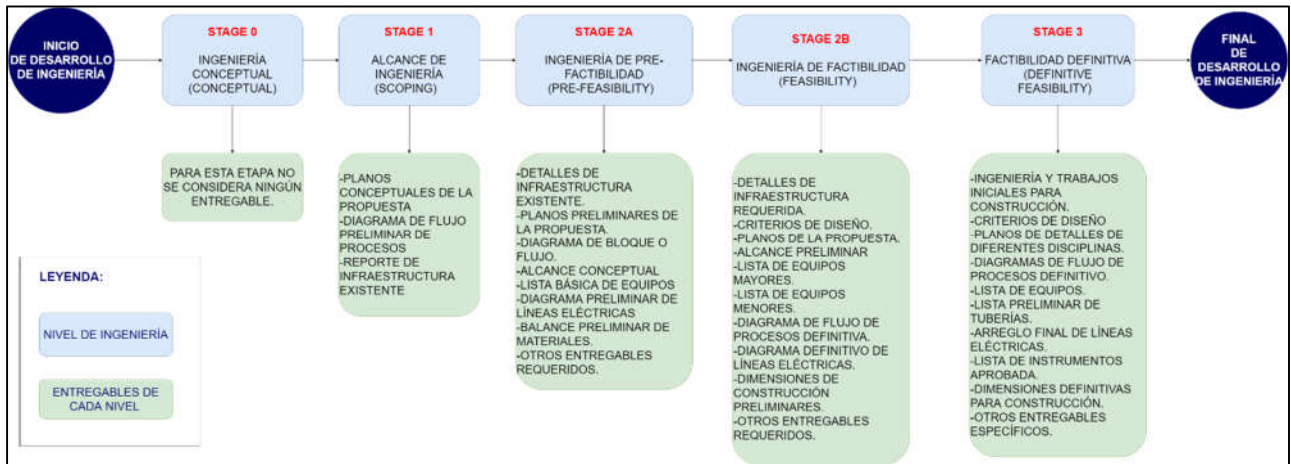 INICIO
DE DESARROLLO
DE INGENIERÍA
STAGE 0
INGENIERÍA
CONCEPTUAL
(CONCEPTUAL)
STAGE 1
ALCANCE DE
INGENIERÍA
(SCOPING)
STAGE 2A
INGENIERÍA DE PRE-
FACTIBILIDAD
(PRE-FEASIBILITY)
STAGE 2B
INGENIERÍA DE FACTIBILIDAD
(FEASIBILITY)
STAGE 3
FACTIBILIDAD DEFINITIVA
(DEFINITIVE
FEASIBILITY)
FINAL
DE
DESARROLLO
DE INGENIERÍA
PARA ESTA ETAPA NO
SE CONSIDERA NINGÚN
ENTREGABLE.
-PLANOS
CONCEPTUALES DE LA
PROPUESTA
-DIAGRAMA DE FLUJO
PRELIMINAR DE
PROCESOS
-REPORTE DE
INFRAESTRUCTURA
EXISTENTE
-DETALLES DE
INFRAESTRUCTURA
EXISTENTE.
-PLANOS PRELIMINARES DE
LA PROPUESTA.
-DIAGRAMA DE BLOQUE O
FLUJO.
-ALCANCE CONCEPTUAL
-LISTA BÁSICA DE EQUIPOS
-DIAGRAMA PRELIMINAR DE
LÍNEAS ELÉCTRICAS
-BALANCE PRELIMINAR DE
MATERIALES.
-OTROS ENTREGABLES
REQUERIDOS.
-DETALLES DE
INFRAESTRUCTURA
REQUERIDA.
-CRITERIOS DE DISEÑO.
-PLANOS DE LA PROPUESTA.
-ALCANCE PRELIMINAR
-LISTA DE EQUIPOS
MAYORES.
-LISTA DE EQUIPOS
MENORES.
-DIAGRAMA DE FLUJO DE
PROCESOS DEFINITIVA.
-DIAGRAMA DEFINITIVO DE
LÍNEAS ELÉCTRICAS.
-DIMENSIONES DE
CONSTRUCCIÓN
PRELIMINARES.
-OTROS ENTREGABLES
REQUERIDOS.
-INGENIERÍA Y TRABAJOS
INICIALES PARA
CONSTRUCCIÓN.
-CRITERIOS DE DISEÑO
-PLANOS DE DETALLES DE
DIFERENTES DISCIPLINAS.
-DIAGRAMAS DE FLUJO DE
PROCESOS DEFINITIVO.
-LISTA DE EQUIPOS.
-LISTA PRELIMINAR DE
TUBERÍAS.
-ARREGLO FINAL DE LÍNEAS
ELÉCTRICAS.
-LISTA DE INSTRUMENTOS
APROBADA.
-DIMENSIONES DEFINITIVAS
PARA CONSTRUCCIÓN.
-OTROS ENTREGABLES
ESPECÍFICOS.
LEYENDA:
NIVEL DE INGENIERÍA
ENTREGABLES DE
CADA NIVEL